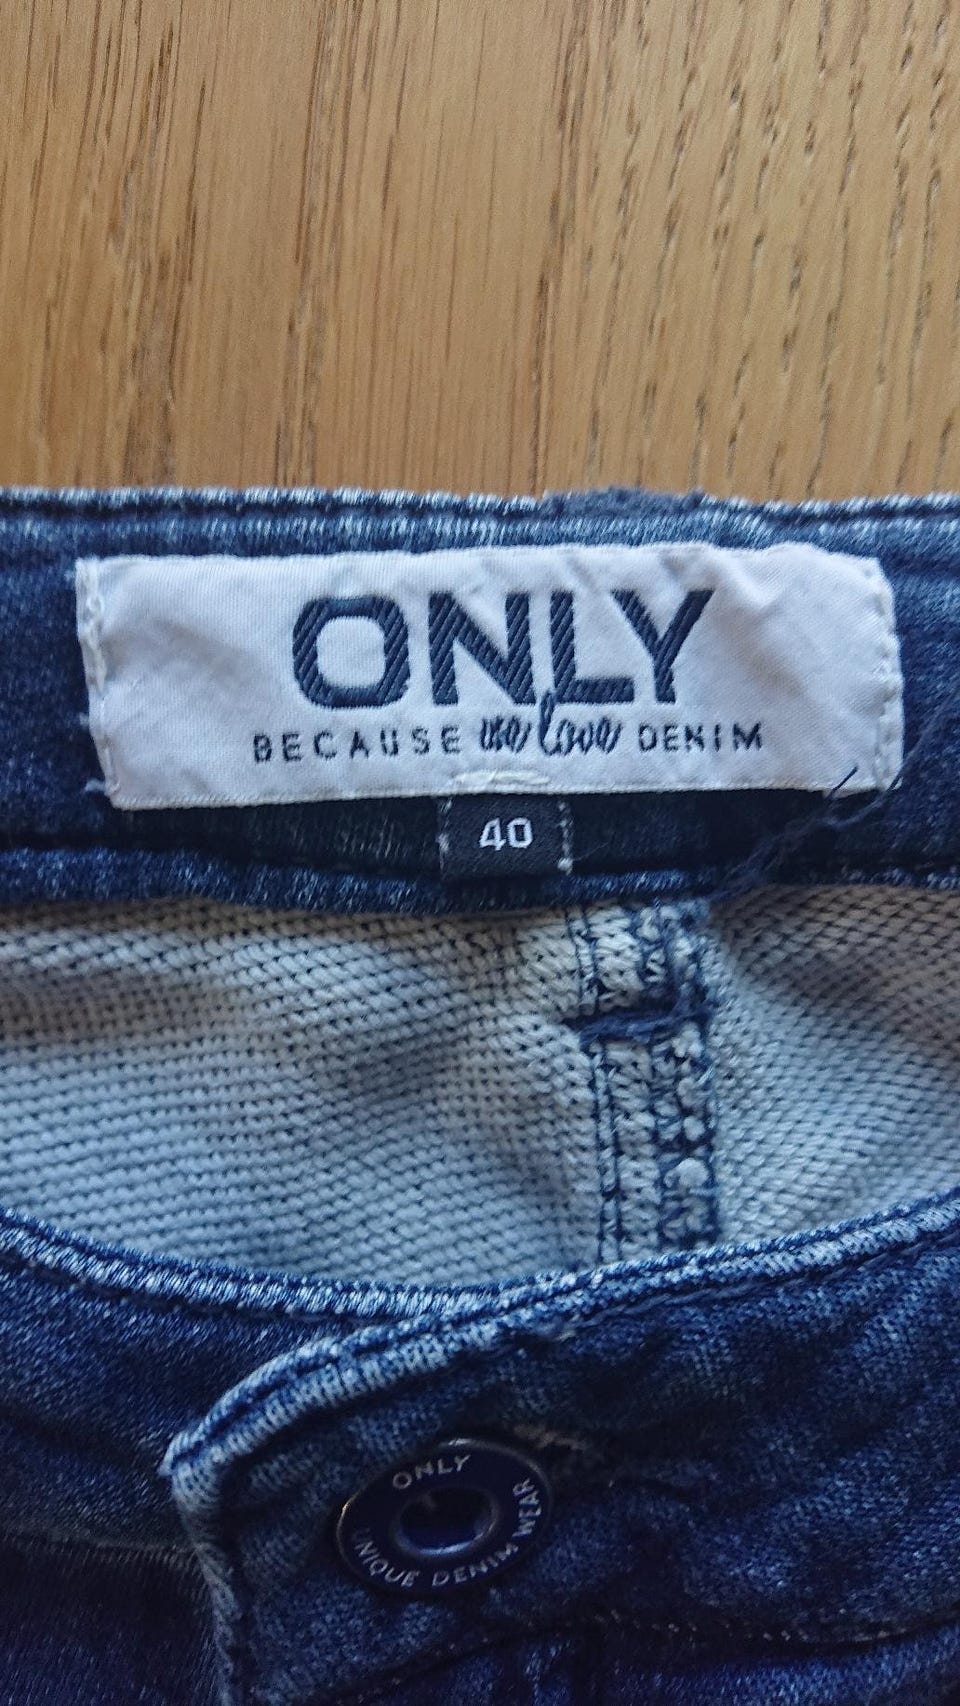 ONLY
BECAUSE we love DENIM
40
ONLY
UNIQUE DENIM WEAR